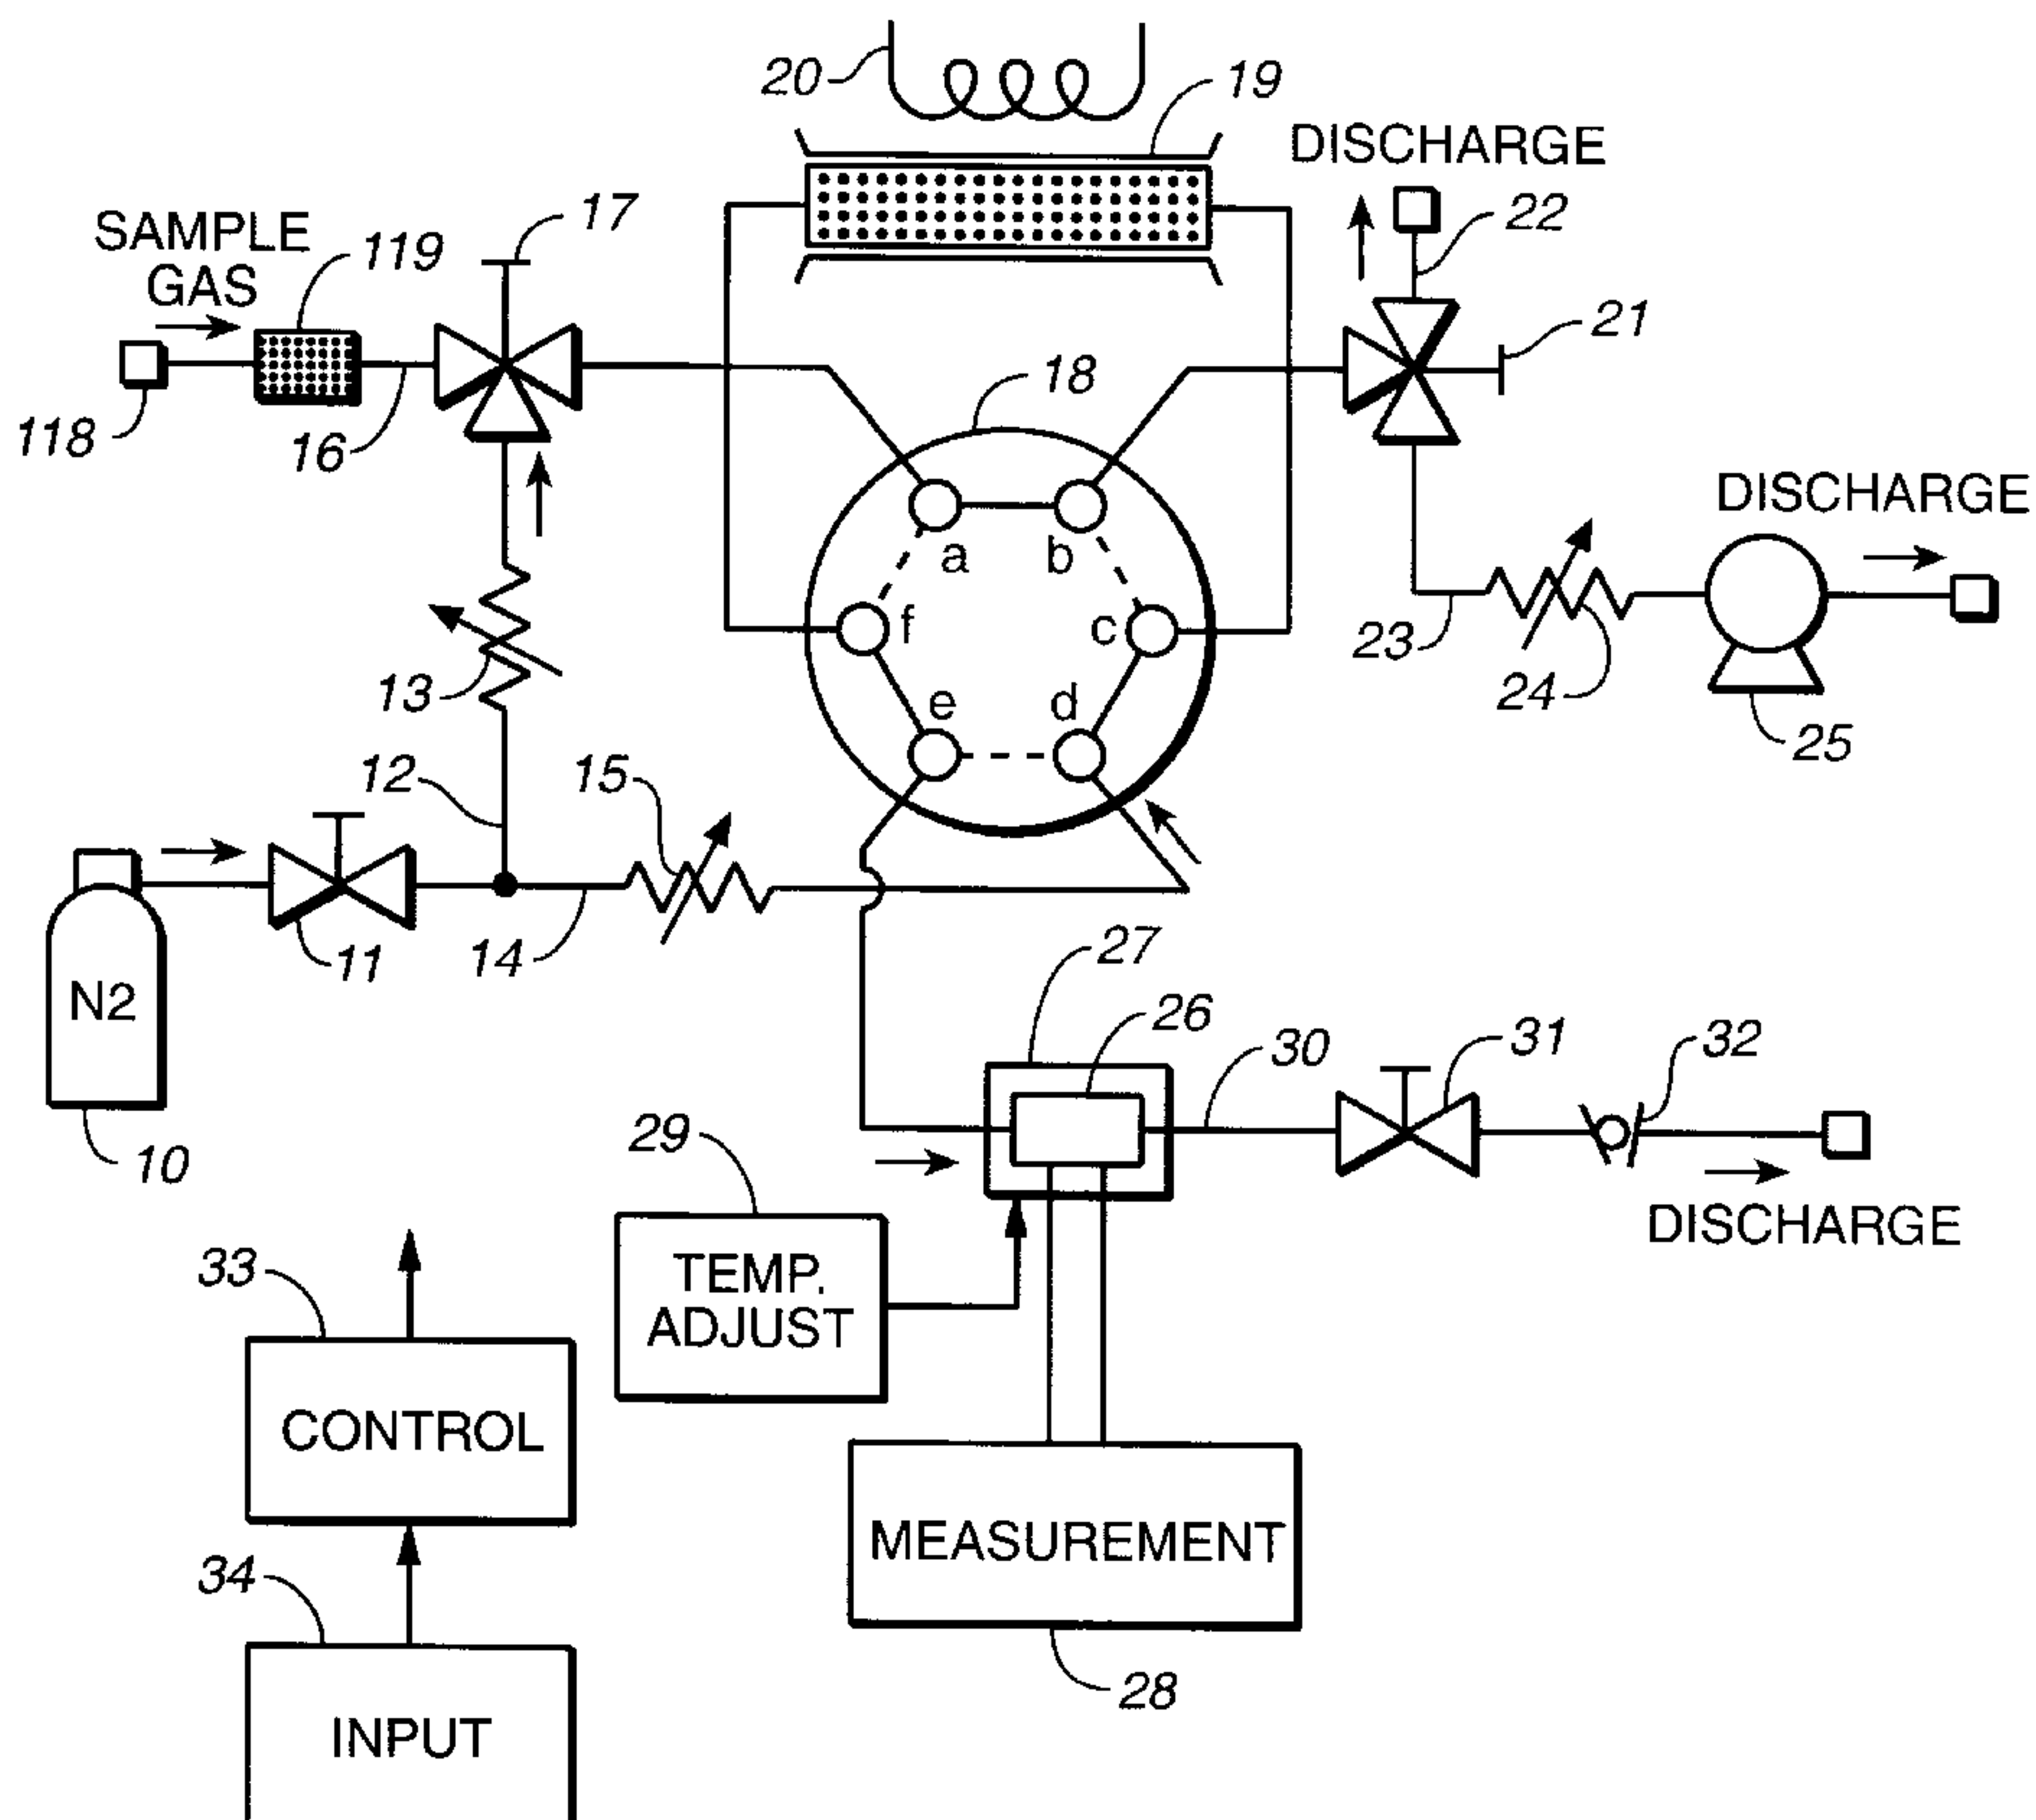 20
19
DISCHARGE
17
22
SAMPLE
GAS
119
21
18
118
16
DISCHARGE
a
b
f
c
13
23
24
e
d
25
12
15
11
14
27
N2
26
30
31
32
29
10
DISCHARGE
33
TEMP.
ADJUST
CONTROL
MEASUREMENT
34
28
INPUT